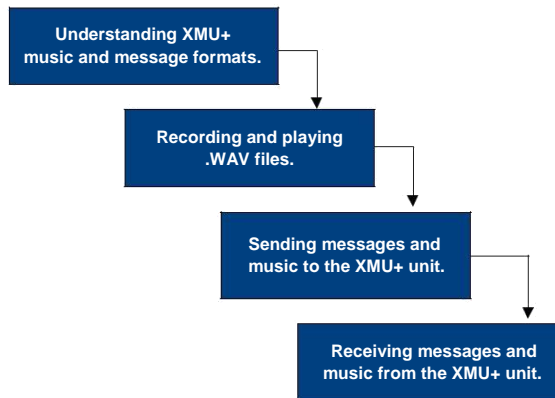 Understanding XMU+
music and message formats.
Recording and playing
.WAV files.
Sending messages and
music to the XMU+ unit.
Receiving messages and
music from the XMU+ unit.